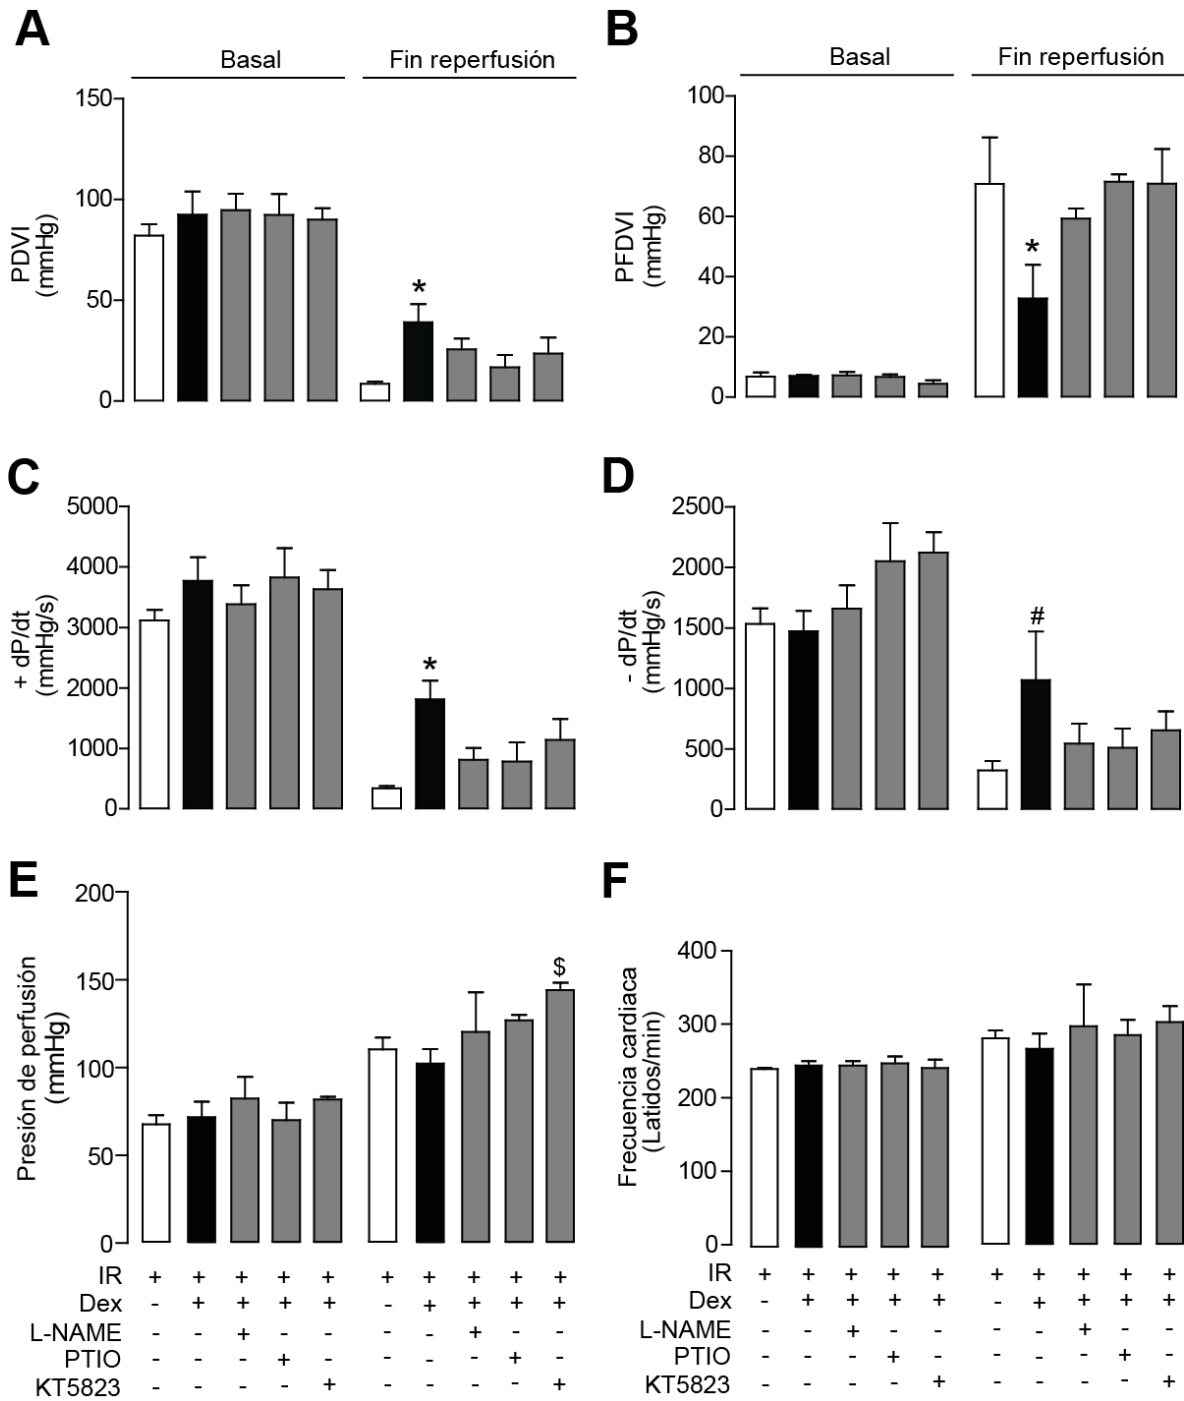 A
B
Basal
Fin reperfusión
Basal
Fin reperfusión
150
100
50
0
PDVI
(mmHg)
*
100
80
60
40
20
0
PFDVI
(mmHg)
*
C
D
5000
4000
3000
2000
1000
0
+ dP/dt
(mmHg/s)
*
2500
2000
1500
1000
500
0
- dP/dt
(mmHg/s)
#
E
F
200
150
100
50
0
Presión de perfusión
(mmHg)
$
400
300
200
100
0
Frecuencia cardiaca
(Latidos/min)
IR + + + + + + + + + +
Dex - + + + + - + + + +
L-NAME - - + - - - - + - -
PTIO - - - + - - - - + -
KT5823 - - - - + - - - - +
IR + + + + + + + + + +
Dex - + + + + - + + + +
L-NAME - - + - - - - + - -
PTIO - - - + - - - - + -
KT5823 - - - - + - - - - +